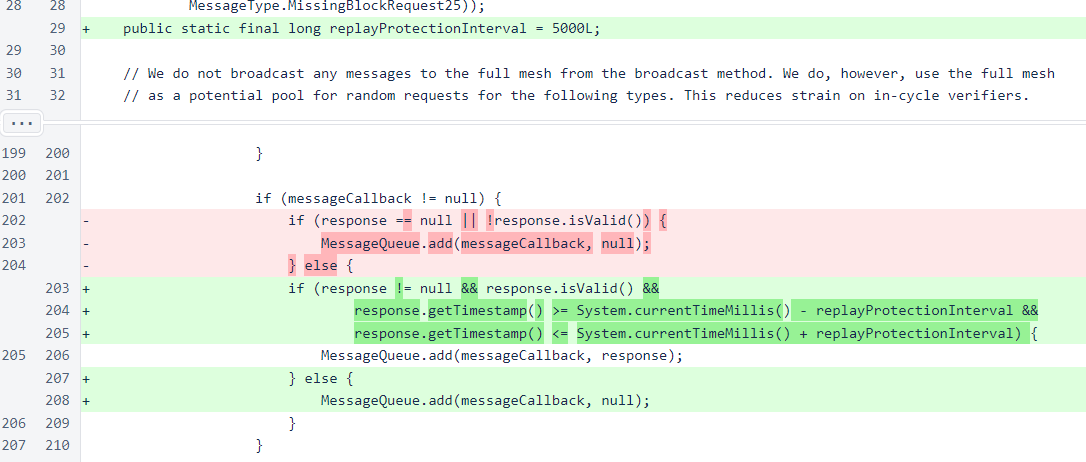 28 28 MessageType.MissingBlockRequest25));
29 + public static final long replayProtectionInterval = 5000L;
29 30
30 31 // We do not broadcast any messages to the full mesh from the broadcast method. We do, however, use the full mesh
31 32 // as a potential pool for random requests for the following types. This reduces strain on in-cycle verifiers.
...
199 200 }
200 201
201 202 if (messageCallback != null) {
202 - if (response == null || !response.isValid()) {
203 - MessageQueue.add(messageCallback, null);
204 - } else {
203 + if (response != null && response.isValid() &&
204 + response.getTimestamp() >= System.currentTimeMillis() - replayProtectionInterval &&
205 + response.getTimestamp() <= System.currentTimeMillis() + replayProtectionInterval) {
205 206 MessageQueue.add(messageCallback, response);
207 + } else {
208 + MessageQueue.add(messageCallback, null);
206 209 }
207 210 }